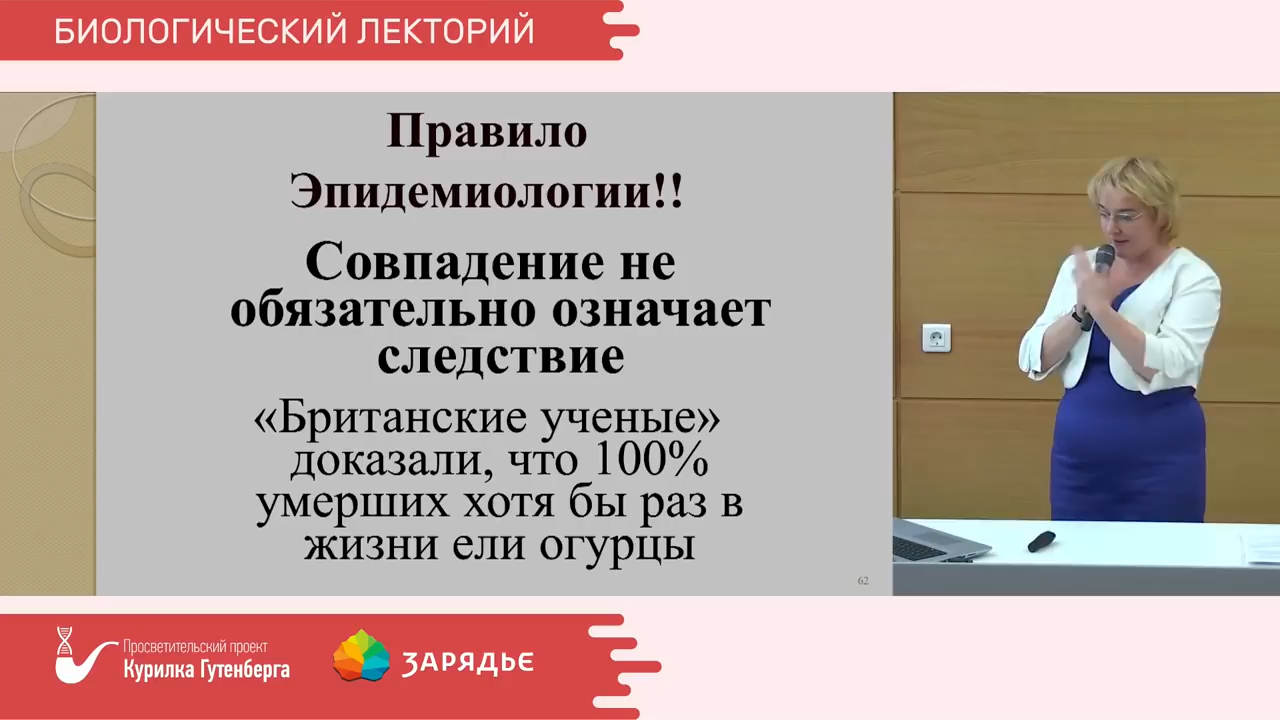 БИОЛОГИЧЕСКИЙ ЛЕКТОРИЙ
Правило
Эпидемиологии!!
Совпадение не
обязательно означает
следствие
«Британские ученые»
доказали, что 100%
умерших хотя бы раз в
жизни ели огурцы
62
Просветительский проект
Курилка Гутенберга
ЗАРЯДЬЕ